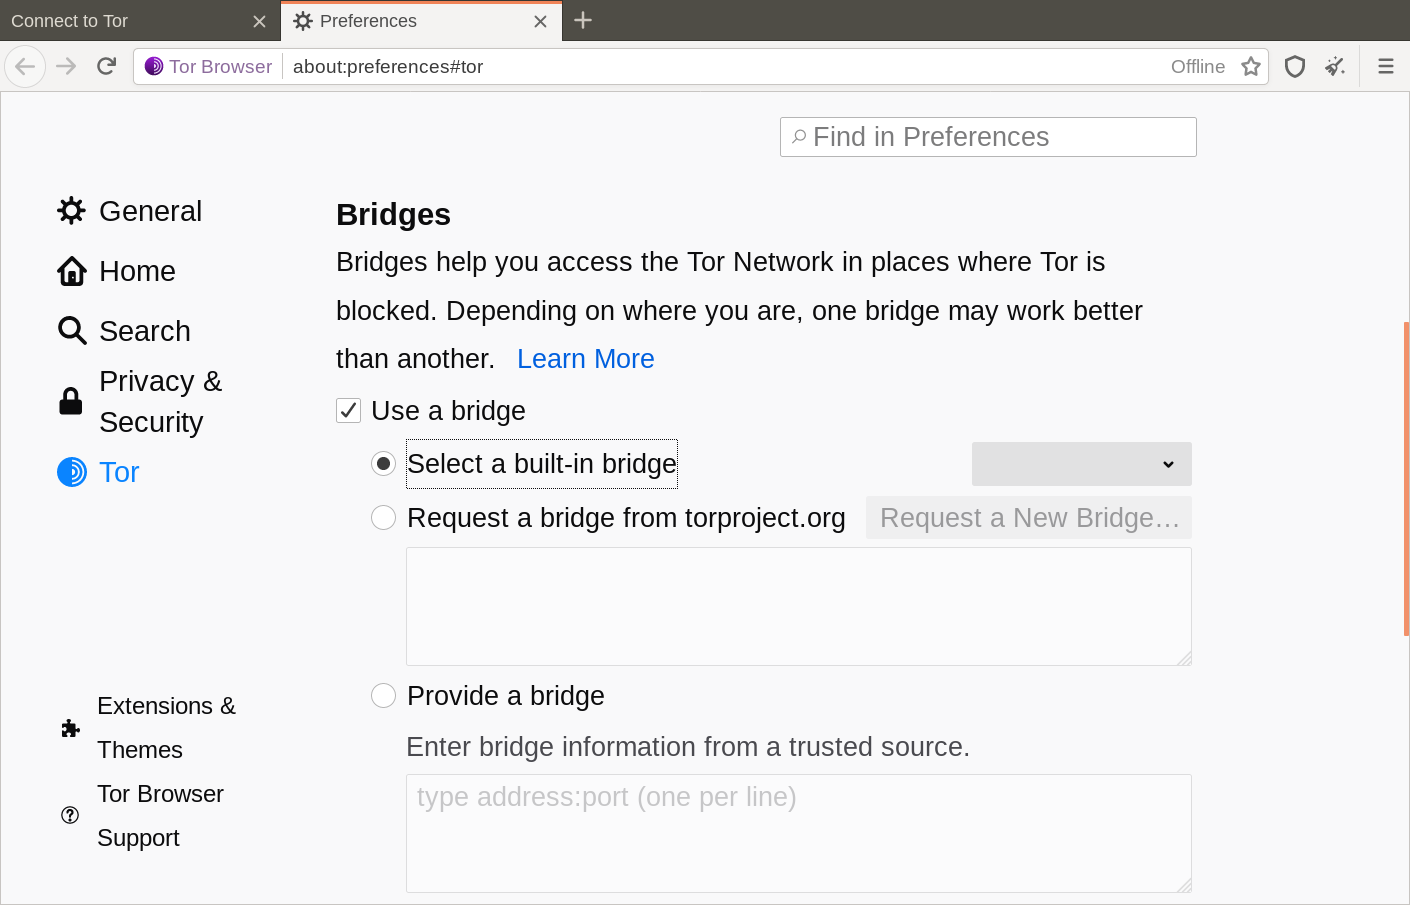 Connect to Tor
Preferences
Tor Browser
about:preferences#tor
Offline
Find in Preferences
General
Home
Search
Privacy &
Security
Tor
Extensions &
Themes
Tor Browser
Support
Bridges
Bridges help you access the Tor Network in places where Tor is
blocked. Depending on where you are, one bridge may work better
than another. Learn More
Use a bridge
Select a built-in bridge
Request a bridge from torproject.org
Request a New Bridge…
Provide a bridge
Enter bridge information from a trusted source.
type address:port (one per line)